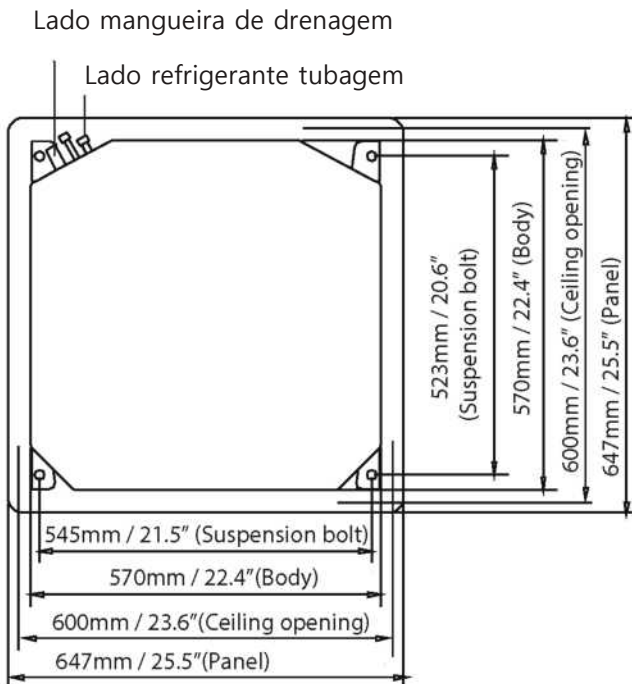 Lado mangueira de drenagem
Lado refrigerante tubagem
523mm / 20.6"
(Suspension bolt)
570mm / 22.4" (Body)
600mm / 23.6" (Ceiling opening)
647mm / 25.5" (Panel)
545mm / 21.5" (Suspension bolt)
570mm / 22.4"(Body)
600mm / 23.6"(Ceiling opening)
647mm / 25.5"(Panel)